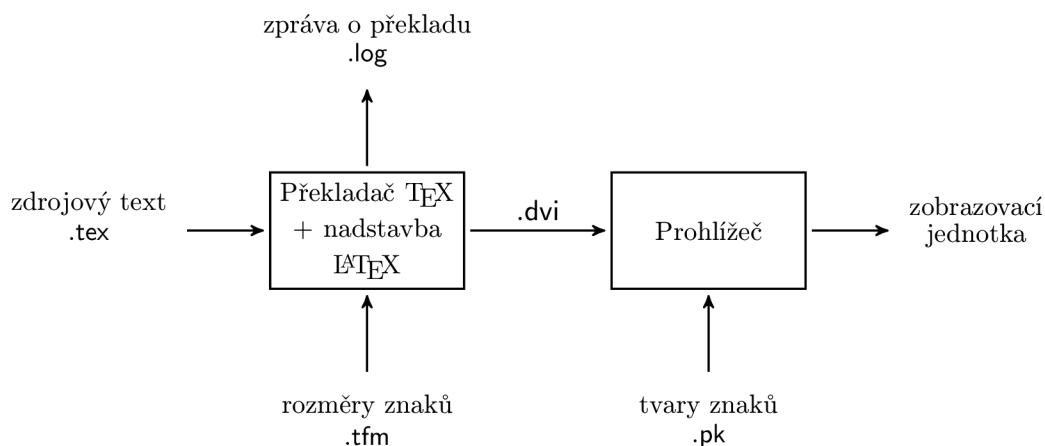 zpráva o překladu
.log
zdrojový text
.tex
Překladač TEX
+ nadstavba
LATEX
.dvi
Prohlížeč
zobrazovací
jednotka
rozměry znaků
.tfm
tvary znaků
.pk